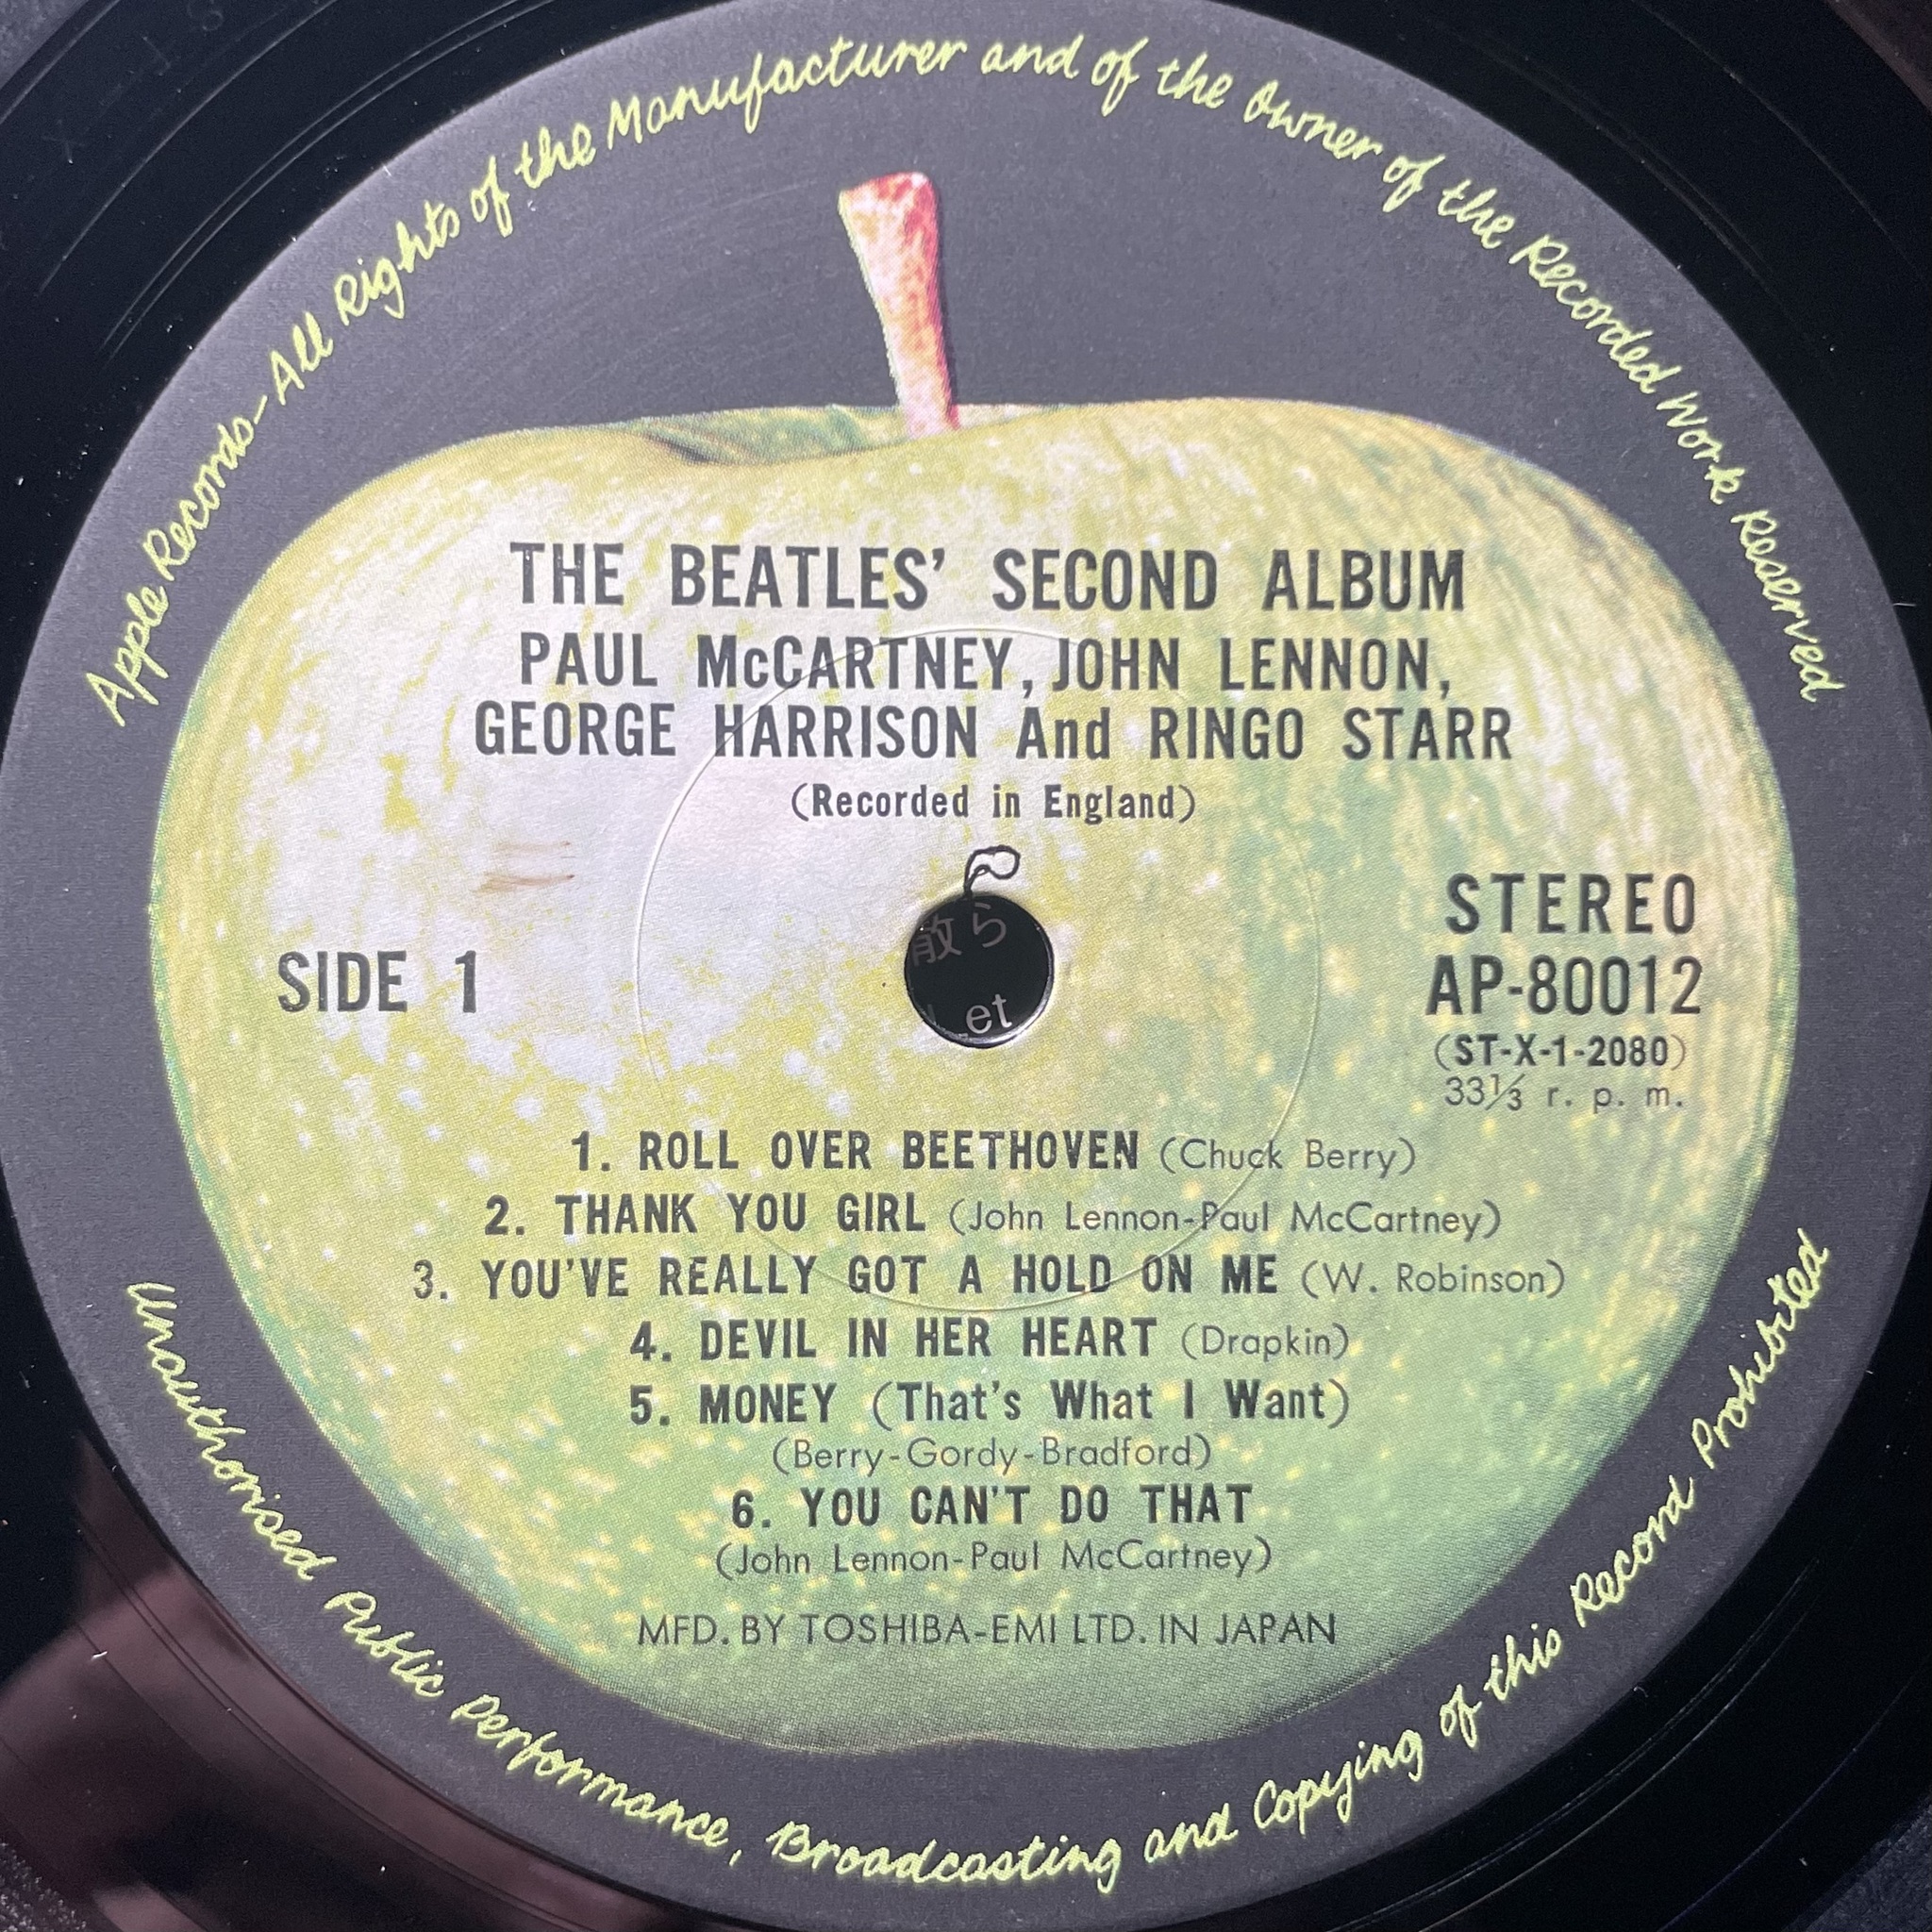 Apple Records-All Rights of the Manufacturer and of the Owner of the Recorded Work Reserved
THE BEATLES' SECOND ALBUM
PAUL McCARTNEY, JOHN LENNON,
GEORGE HARRISON And RINGO STARR
(Recorded in England)
散ら
et
SIDE 1
STEREO
AP-80012
(ST-X-1-2080)
33⅓ r. p. m.
1. ROLL OVER BEETHOVEN (Chuck Berry)
2. THANK YOU GIRL (John Lennon-Paul McCartney)
3. YOU'VE REALLY GOT A HOLD ON ME (W. Robinson)
4. DEVIL IN HER HEART (Drapkin)
5. MONEY (That's What I Want)
(Berry-Gordy-Bradford)
6. YOU CAN'T DO THAT
(John Lennon-Paul McCartney)
MFD. BY TOSHIBA-EMI LTD. IN JAPAN
Unauthorised Public Performance, Broadcasting and Copying of this Record Prohibited